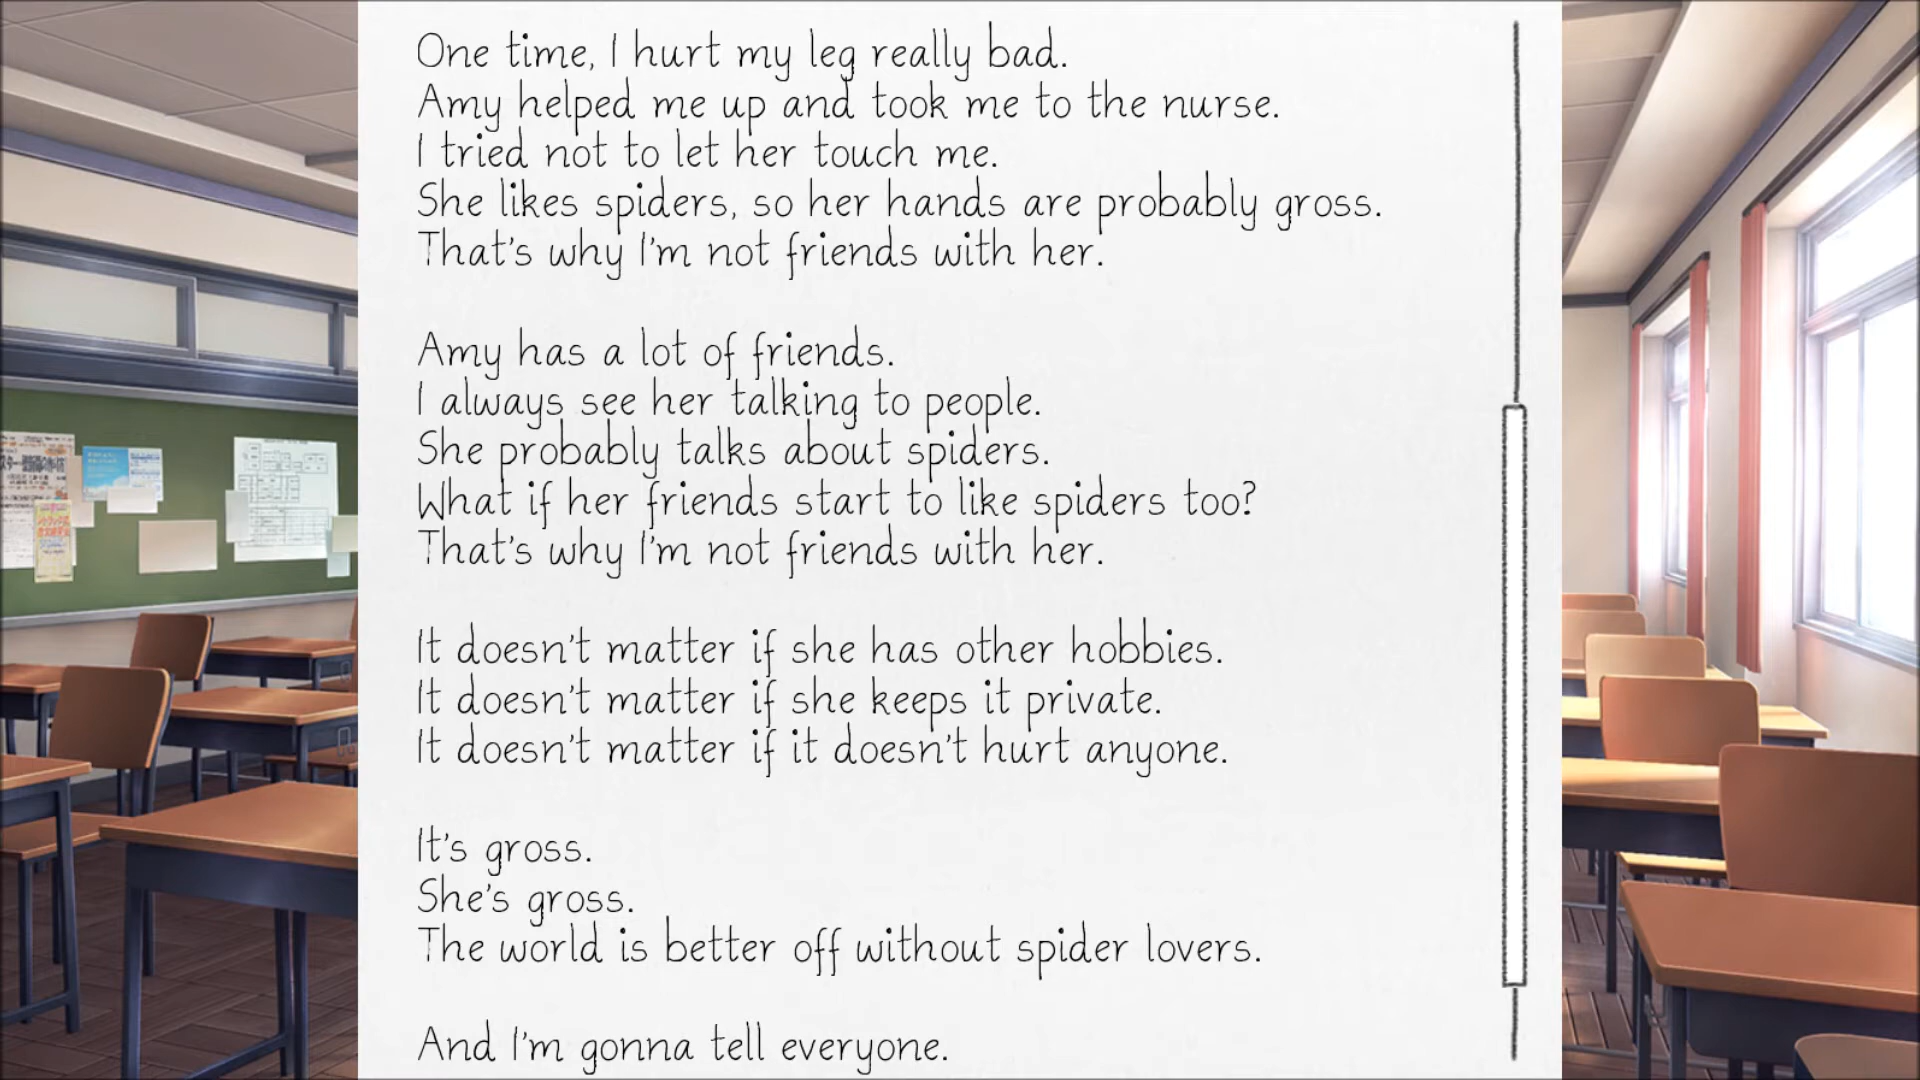 One time, I hurt my leg really bad.
Amy helped me up and took me to the nurse.
I tried not to let her touch me.
She likes spiders, so her hands are probably gross.
That's why I'm not friends with her.
Amy has a lot of friends.
I always see her talking to people.
She probably talks about spiders.
What if her friends start to like spiders too?
That's why I'm not friends with her.
It doesn't matter if she has other hobbies.
It doesn't matter if she keeps it private.
It doesn't matter if it doesn't hurt anyone.
It's gross.
She's gross.
The world is better off without spider lovers.
And I'm gonna tell everyone.